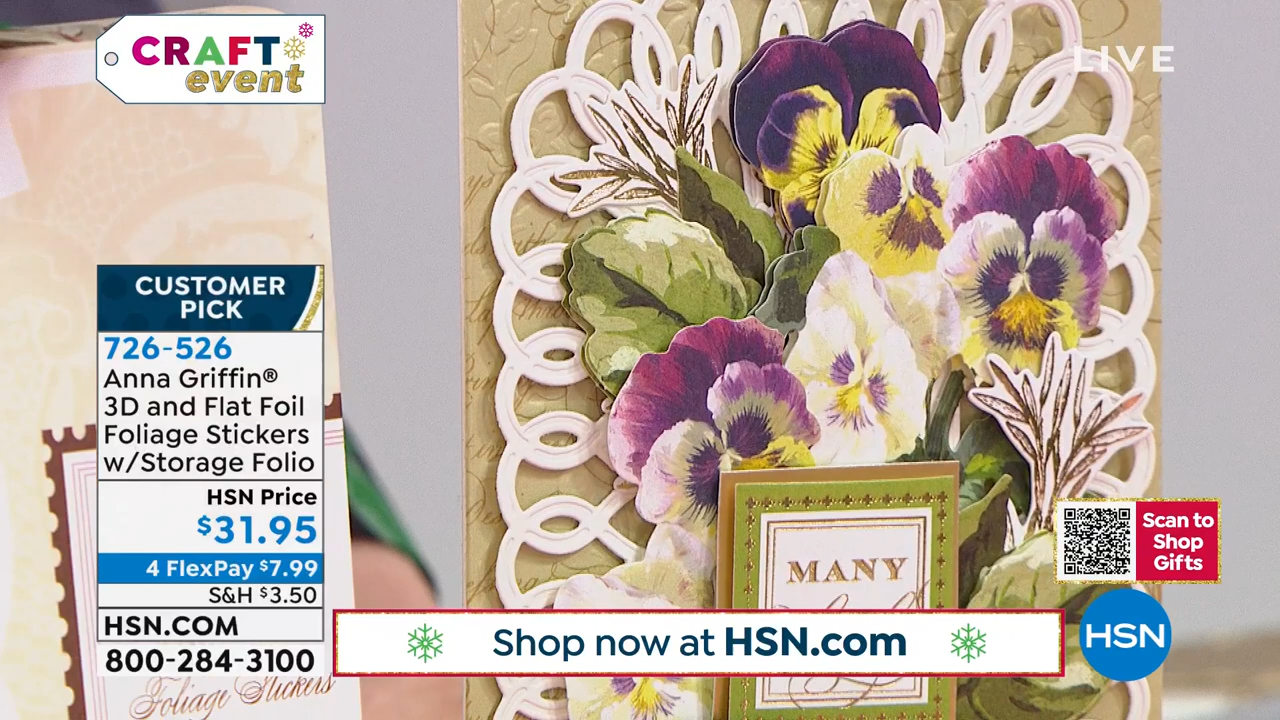 CRAFT
event
LIVE
CUSTOMER
PICK
726-526
Anna Griffin®
3D and Flat Foil
Foliage Stickers
w/Storage Folio
HSN Price
$31.95
4 FlexPay $7.99
S&H $3.50
HSN.COM
800-284-3100
Foliage Stickers
MANY
Scan to
Shop
Gifts
Shop now at HSN.com
HSN